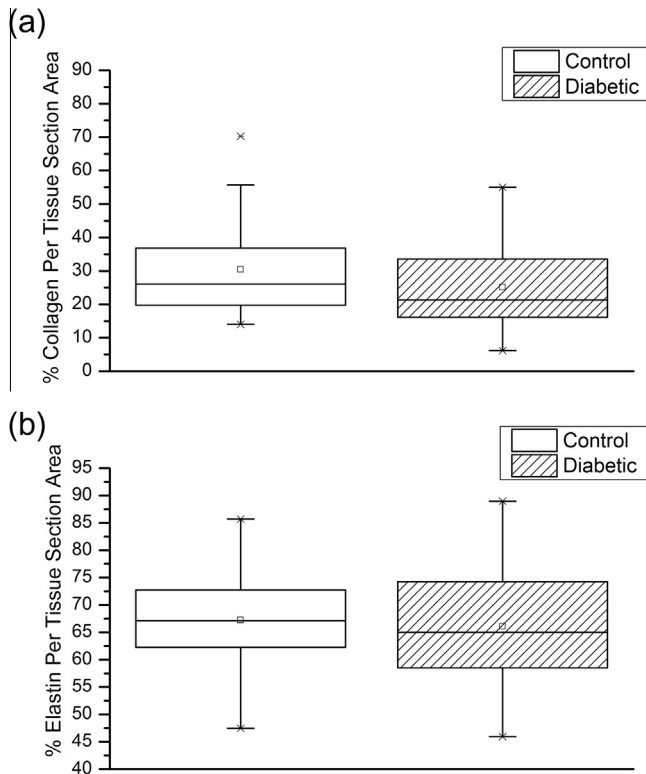 (a)
Control
Diabetic
% Collagen Per Tissue Section Area
90
80
70
60
50
40
30
20
10
0
(b)
Control
Diabetic
% Elastin Per Tissue Section Area
95
90
85
80
75
70
65
60
55
50
45
40